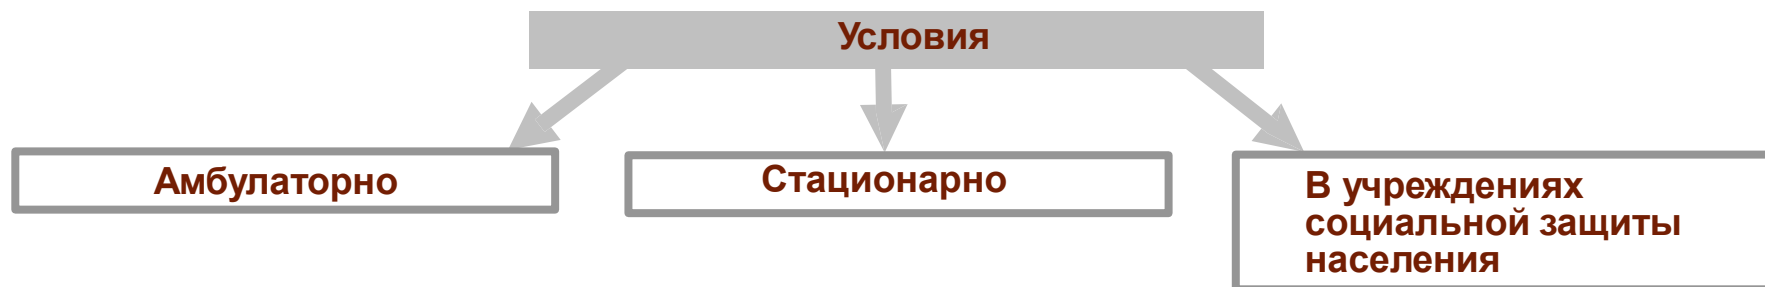 Условия
Амбулаторно
Стационарно
В учреждениях
социальной защиты
населения